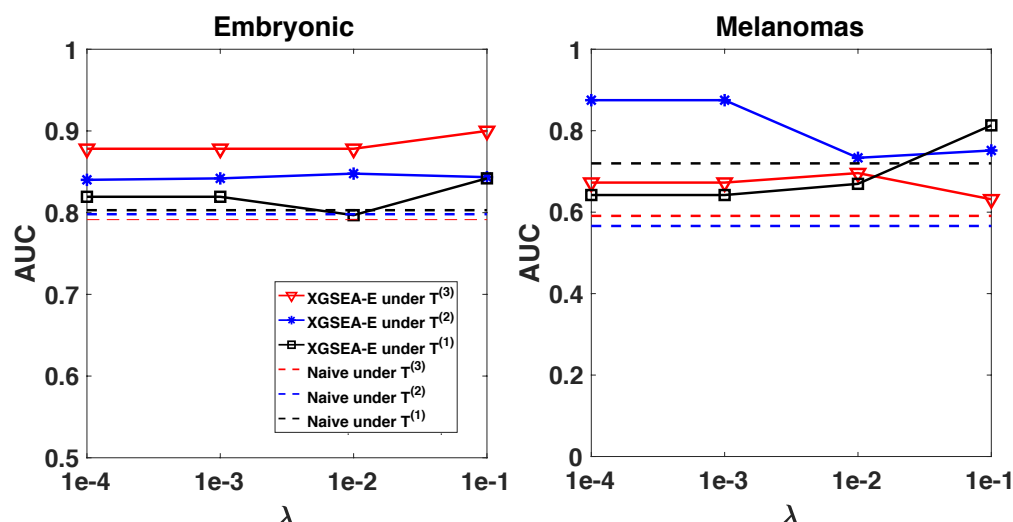 Embryonic
1
0.9
0.8
0.7
0.6
0.5
AUC
1e-4 1e-3 1e-2 1e-1
λ
XGSEA-E under T(3)
XGSEA-E under T(2)
XGSEA-E under T(1)
Naive under T(3)
Naive under T(2)
Naive under T(1)
Melanomas
1
0.8
0.6
0.4
0.2
0
AUC
1e-4 1e-3 1e-2 1e-1
λ